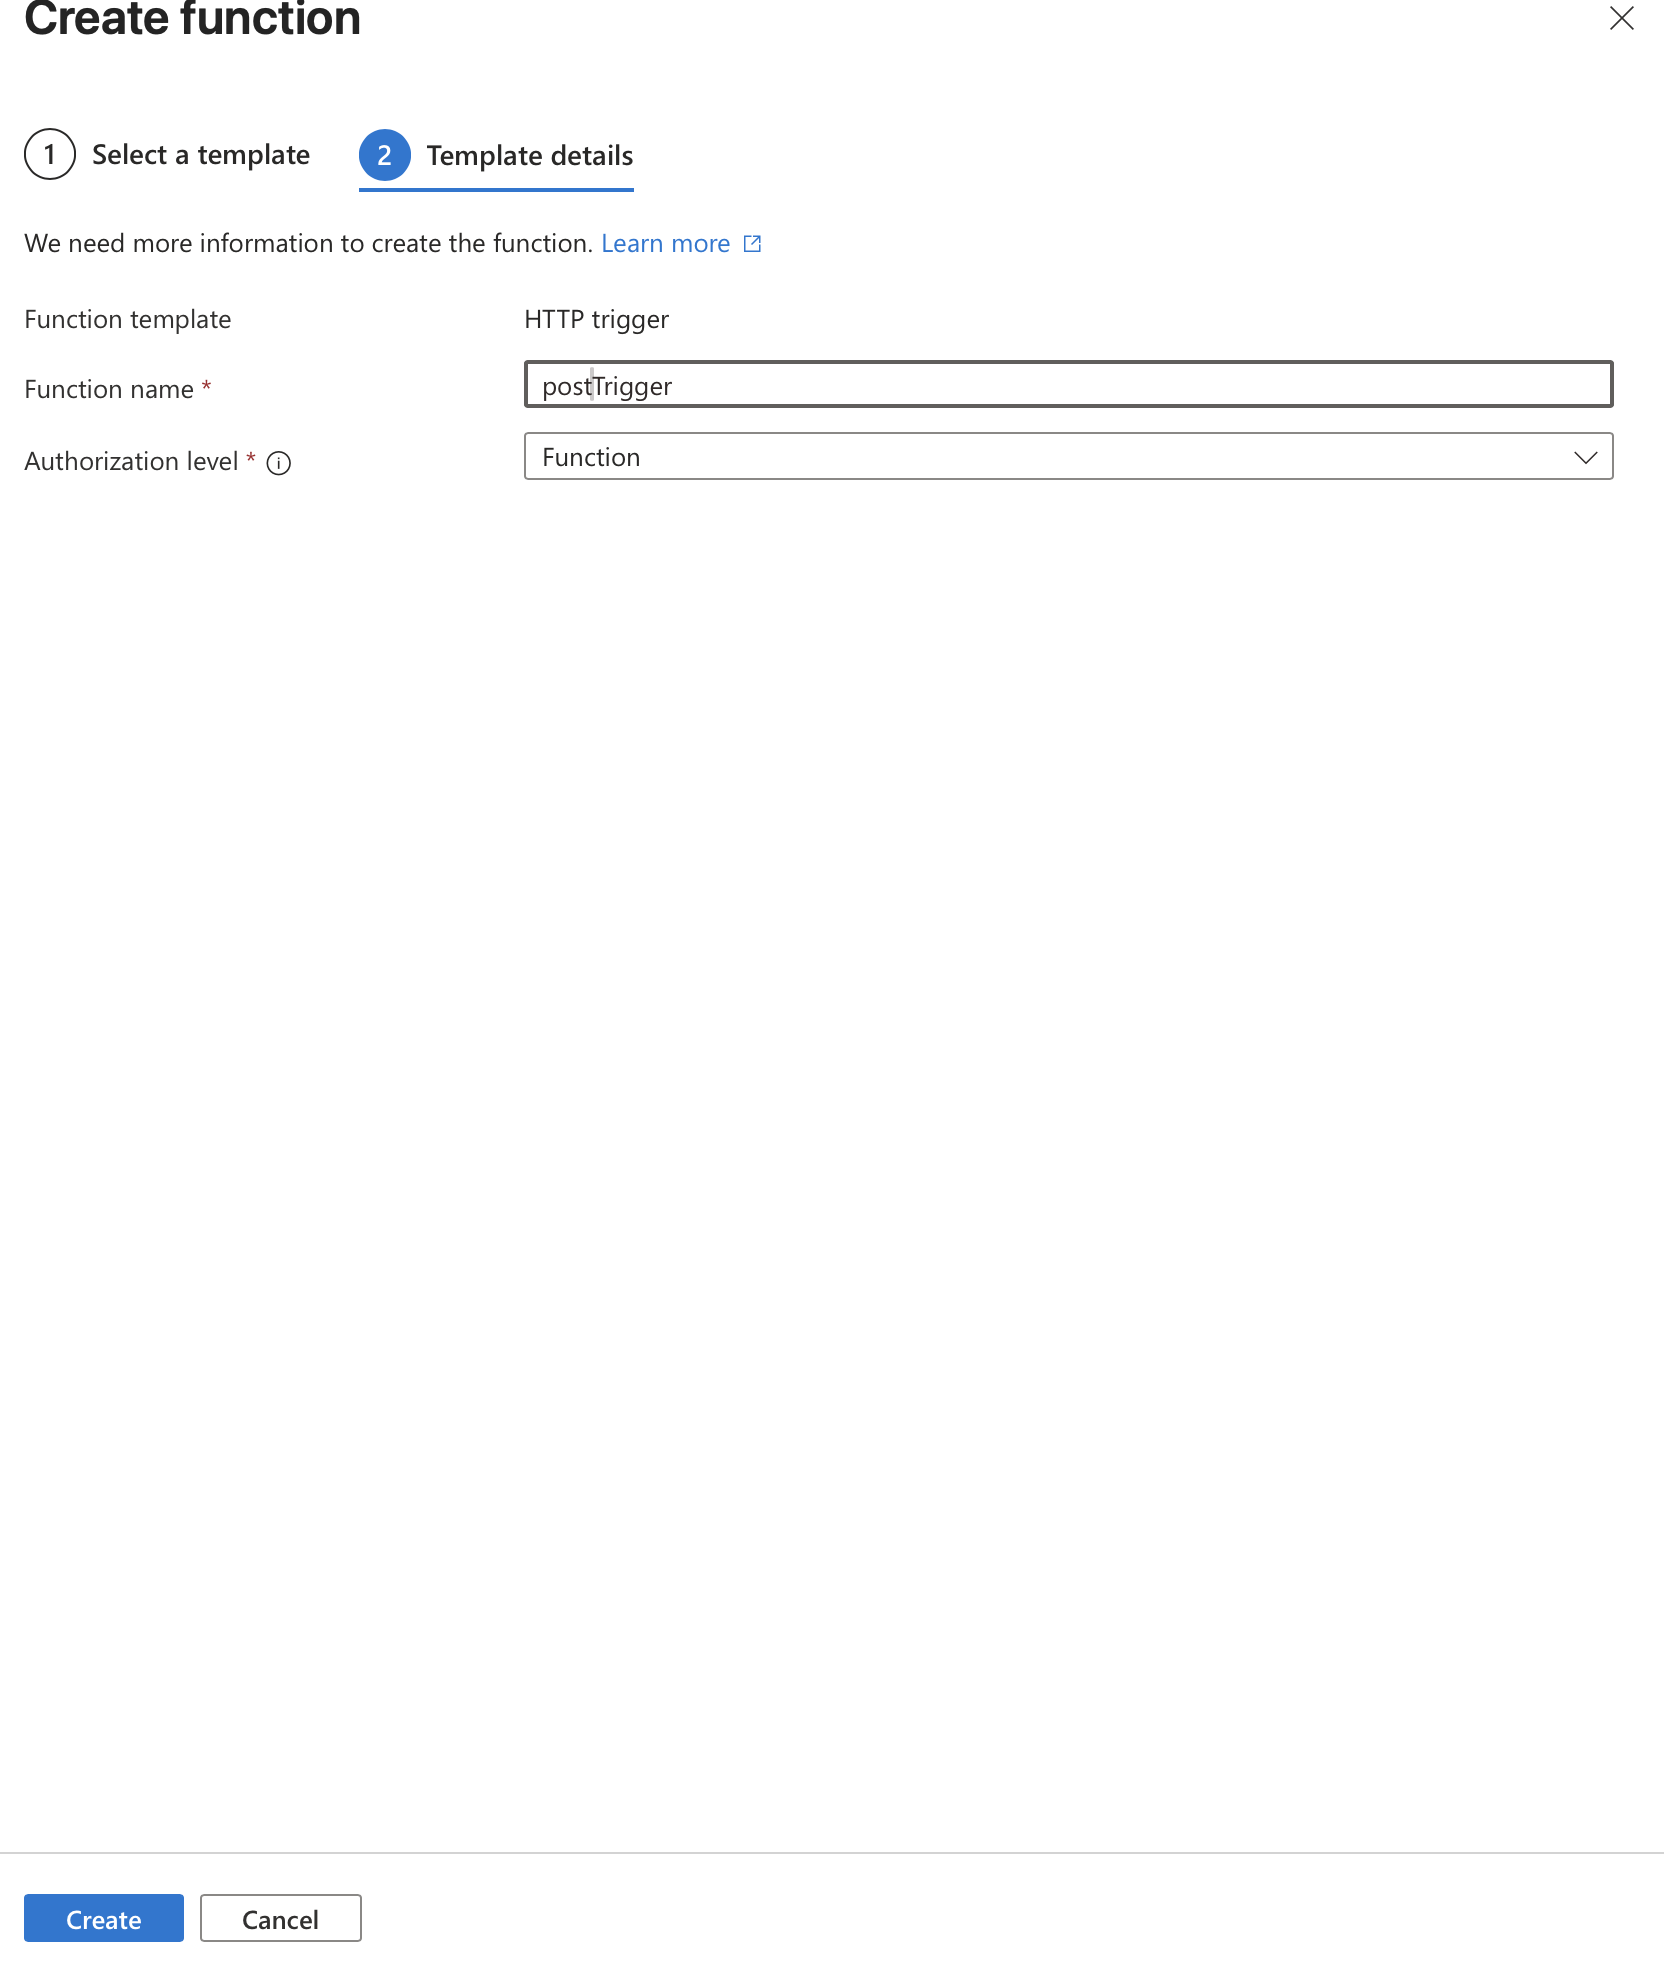 Create function
1 Select a template 2 Template details
We need more information to create the function. Learn more
Function template HTTP trigger
Function name * postTrigger
Authorization level * Function
Create Cancel